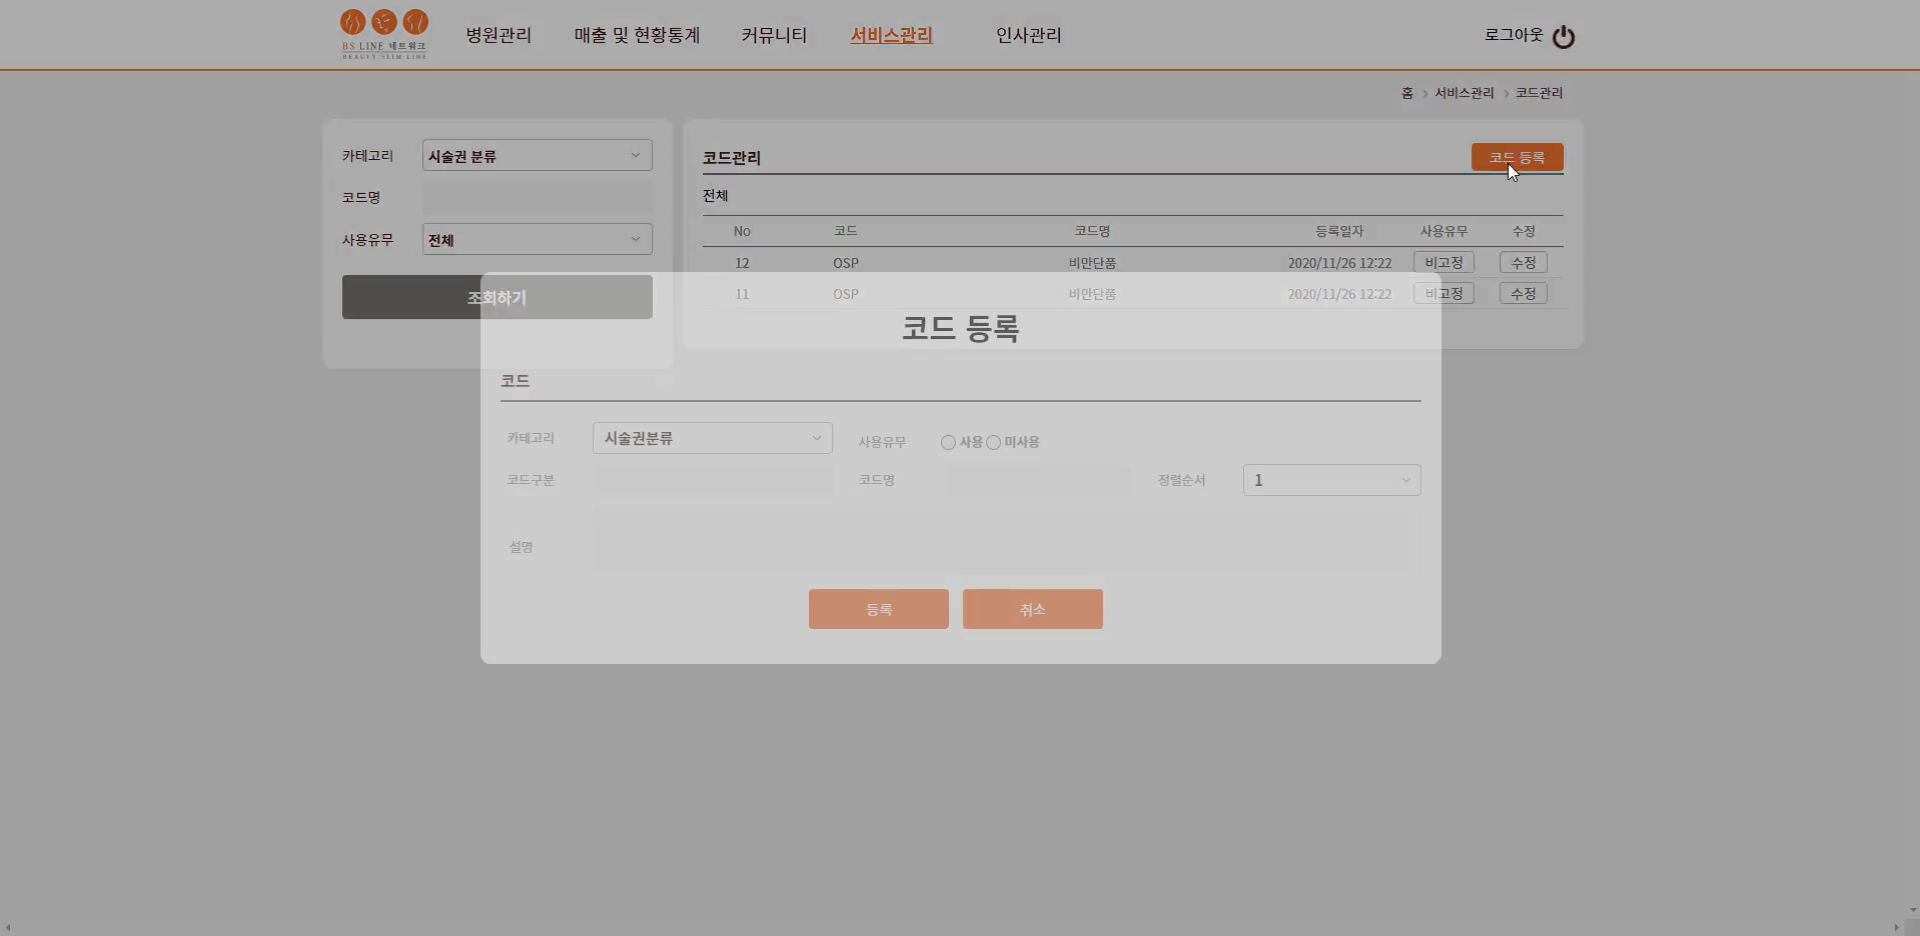 BS LINE 네트워크
BEAUTY SLIM LINE
병원관리 매출 및 현황통계 커뮤니티 서비스관리 인사관리 로그아웃
홈 > 서비스관리 > 코드관리
카테고리 시술권 분류
코드명
사용유무 전체
조회하기
코드관리 코드 등록
전체
No 코드 코드명 등록일자 사용유무 수정
12 OSP 비만단품 2020/11/26 12:22 비고정 수정
11 OSP 비만단품 2020/11/26 12:22 비고정 수정
코드 등록
코드
카테고리 시술권분류 사용유무 사용 미사용
코드구분 코드명 정렬순서 1
설명
등록 취소